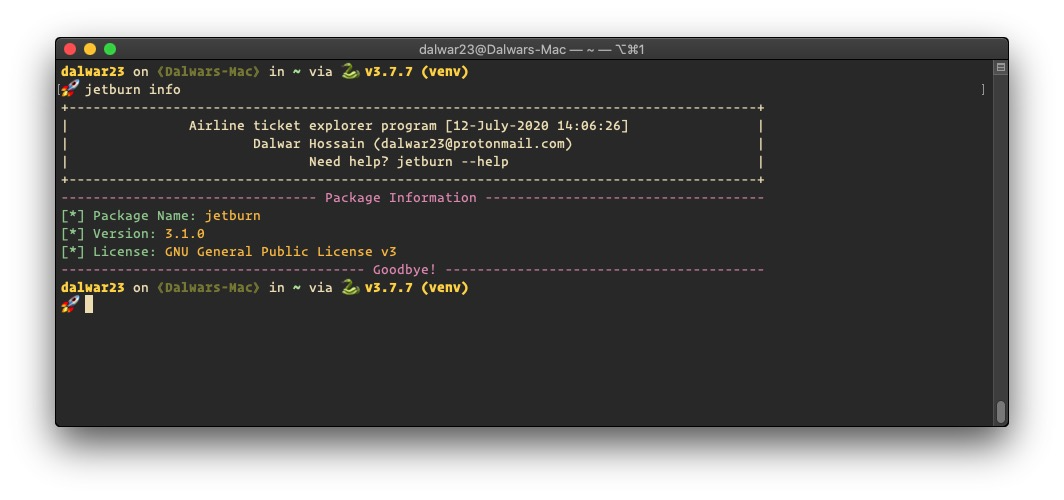 dalwar23@Dalwars-Mac — ~ — ⌥⌘1
dalwar23 on (Dalwars-Mac) in ~ via 🐍 v3.7.7 (venv)
[🚀 jetburn info ]
+--------------------------------------------------------------------------------------+
| Airline ticket explorer program [12-July-2020 14:06:26] |
| Dalwar Hossain (dalwar23@protonmail.com) |
| Need help? jetburn --help |
+--------------------------------------------------------------------------------------+
-------------------------------- Package Information -----------------------------------
[*] Package Name: jetburn
[*] Version: 3.1.0
[*] License: GNU General Public License v3
-------------------------------------- Goodbye! ----------------------------------------
dalwar23 on (Dalwars-Mac) in ~ via 🐍 v3.7.7 (venv)
🚀